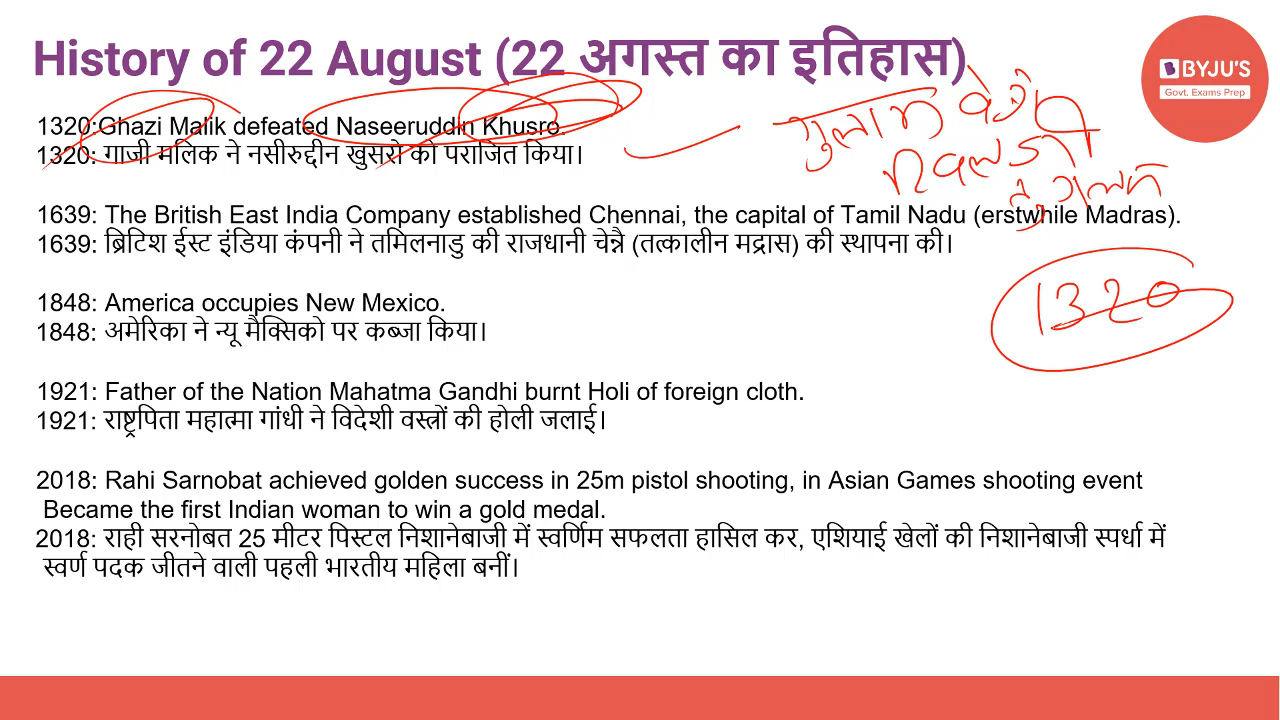 History of 22 August (22 अगस्त का इतिहास)
BYJU'S
Govt. Exams Prep
1320:Ghazi Malik defeated Naseeruddin Khusro.
1320: गाजी मलिक ने नसीरुद्दीन खुसरो को पराजित किया।
गुलाम वंश
खिलजी
तुगलक
1639: The British East India Company established Chennai, the capital of Tamil Nadu (erstwhile Madras).
1639: ब्रिटिश ईस्ट इंडिया कंपनी ने तमिलनाडु की राजधानी चेन्नै (तत्कालीन मद्रास) की स्थापना की।
1320
1848: America occupies New Mexico.
1848: अमेरिका ने न्यू मैक्सिको पर कब्जा किया।
1921: Father of the Nation Mahatma Gandhi burnt Holi of foreign cloth.
1921: राष्ट्रपिता महात्मा गांधी ने विदेशी वस्त्रों की होली जलाई।
2018: Rahi Sarnobat achieved golden success in 25m pistol shooting, in Asian Games shooting event
Became the first Indian woman to win a gold medal.
2018: राही सरनोबत 25 मीटर पिस्टल निशानेबाजी में स्वर्णिम सफलता हासिल कर, एशियाई खेलों की निशानेबाजी स्पर्धा में
स्वर्ण पदक जीतने वाली पहली भारतीय महिला बनीं।